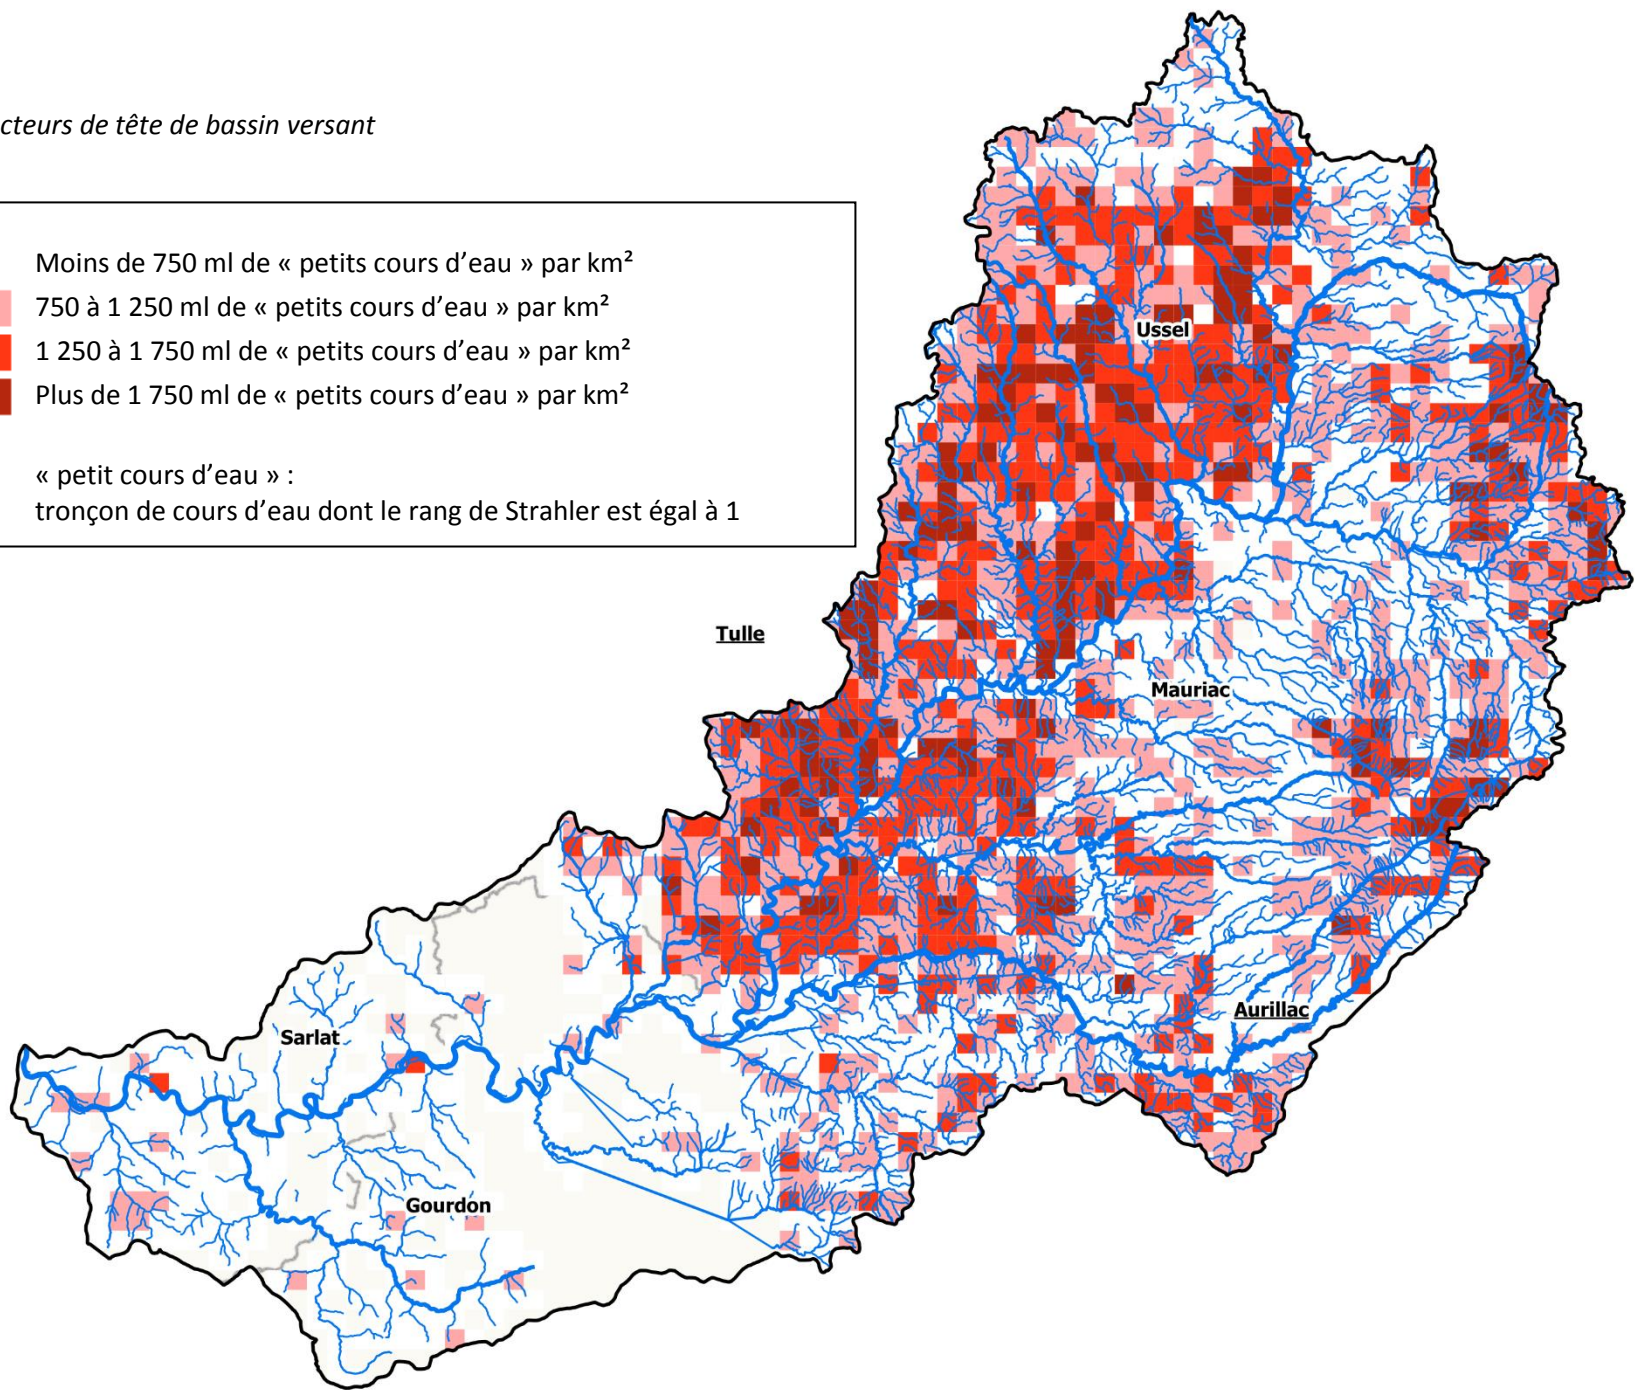 cteurs de tête de bassin versant
Moins de 750 ml de « petits cours d'eau » par km²
750 à 1 250 ml de « petits cours d'eau » par km²
1 250 à 1 750 ml de « petits cours d'eau » par km²
Plus de 1 750 ml de « petits cours d'eau » par km²
« petit cours d'eau » :
tronçon de cours d'eau dont le rang de Strahler est égal à 1
Ussel
Tulle
Mauriac
Aurillac
Sarlat
Gourdon